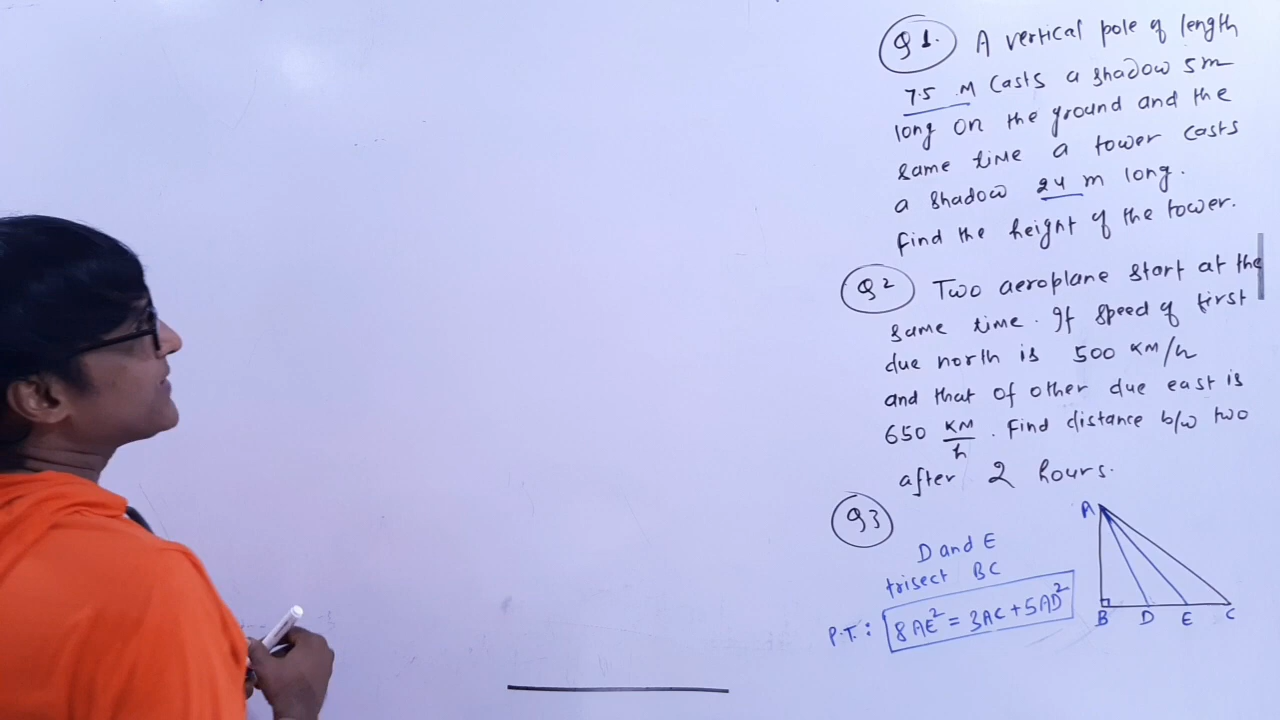 Q1. A vertical pole of length
7.5 M casts a shadow 5m
long on the ground and the
same time a tower casts
a shadow 24 m long.
Find the height of the tower.
Q2 Two aeroplane start at the
same time. If speed of first
due north is 500 KM/h
and that of other due east is
650 KM/h. Find distance b/w two
after 2 hours.
Q3
D and E
trisect BC
P.T.: 8AE² = 3AC + 5AD²
A
B D E C